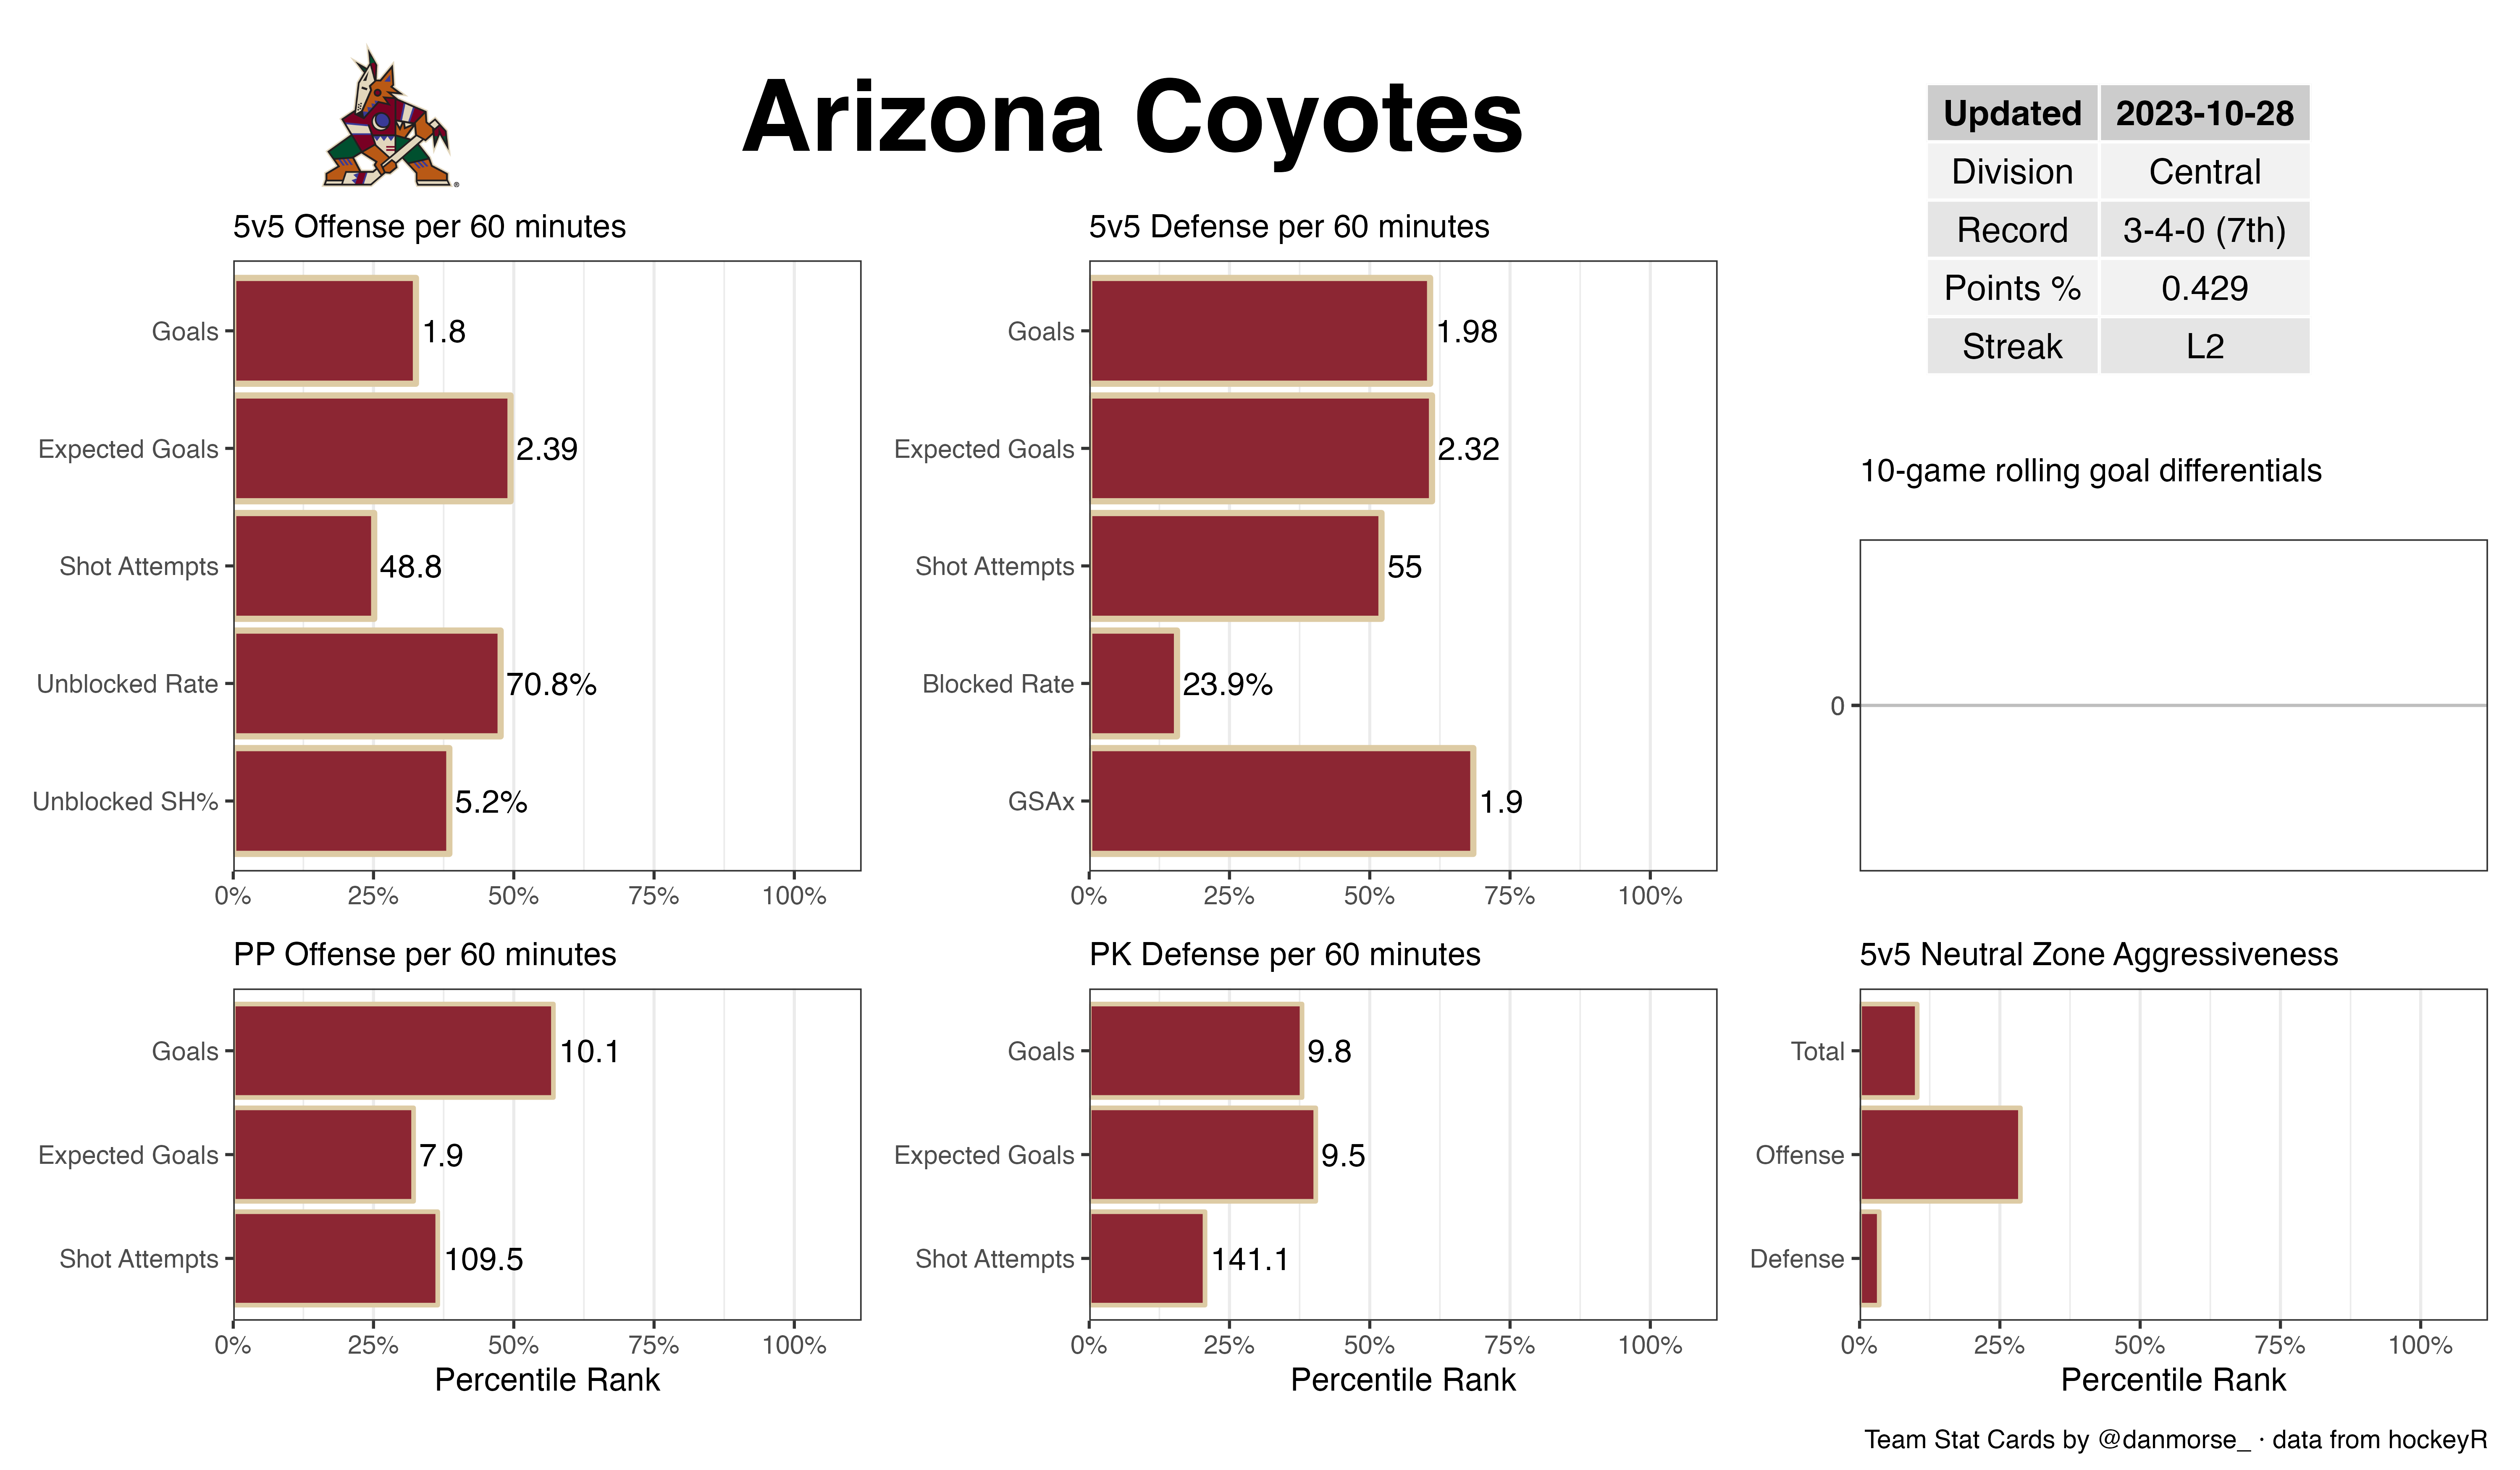 Arizona Coyotes
Updated 2023-10-28
Division Central
Record 3-4-0 (7th)
Points % 0.429
Streak L2
5v5 Offense per 60 minutes
Goals 1.8
Expected Goals 2.39
Shot Attempts 48.8
Unblocked Rate 70.8%
Unblocked SH% 5.2%
0% 25% 50% 75% 100%
5v5 Defense per 60 minutes
Goals 1.98
Expected Goals 2.32
Shot Attempts 55
Blocked Rate 23.9%
GSAx 1.9
0% 25% 50% 75% 100%
10-game rolling goal differentials
0
PP Offense per 60 minutes
Goals 10.1
Expected Goals 7.9
Shot Attempts 109.5
0% 25% 50% 75% 100%
Percentile Rank
PK Defense per 60 minutes
Goals 9.8
Expected Goals 9.5
Shot Attempts 141.1
0% 25% 50% 75% 100%
Percentile Rank
5v5 Neutral Zone Aggressiveness
Total
Offense
Defense
0% 25% 50% 75% 100%
Percentile Rank
Team Stat Cards by @danmorse_ · data from hockeyR